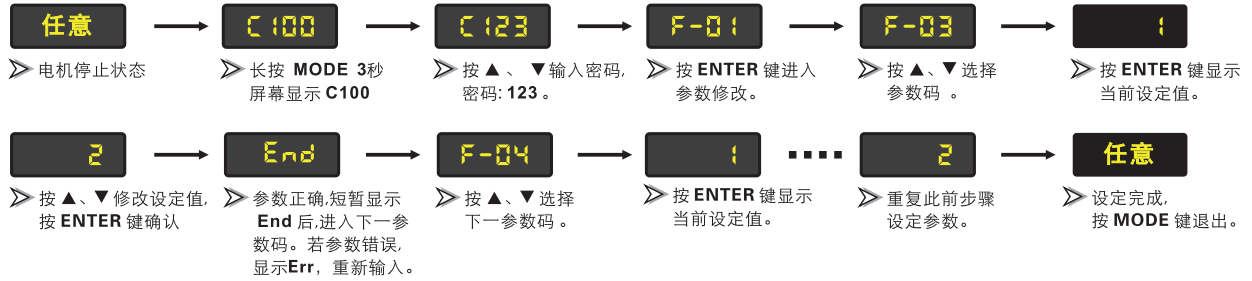 任意
C100
C123
F-01
F-03
1
电机停止状态
长按 MODE 3秒
屏幕显示 C100
按 ▲ 、 ▼ 输入密码,
密码: 123 。
按 ENTER 键进入
参数修改。
按 ▲、▼ 选择
参数码 。
按 ENTER 键显示
当前设定值。
2
End
F-04
1
2
任意
按 ▲、▼ 修改设定值,
按 ENTER 键确认
参数正确,短暂显示
End 后,进入下一参
数码。若参数错误,
显示Err，重新输入。
按 ▲、▼ 选择
下一参数码 。
按 ENTER 键显示
当前设定值。
重复此前步骤
设定参数。
设定完成,
按 MODE 键退出。